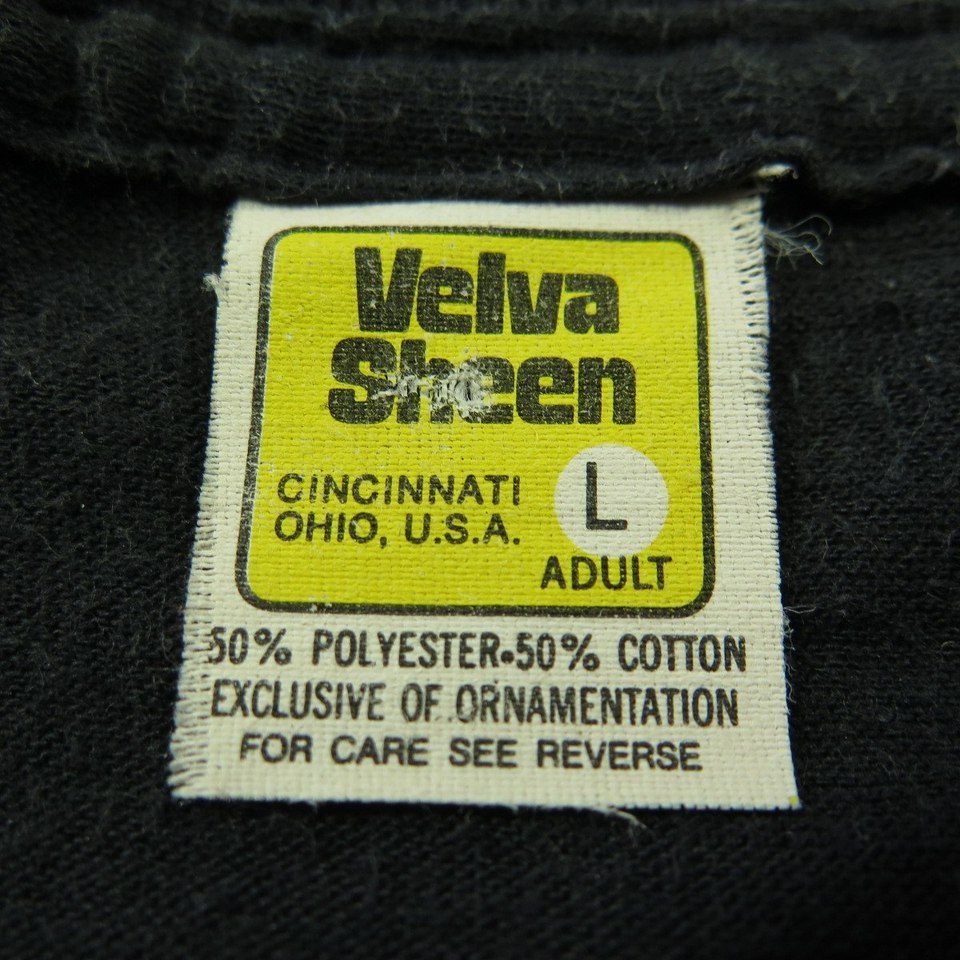 Velva
Sheen
CINCINNATI
OHIO, U.S.A.
L
ADULT
50% POLYESTER•50% COTTON
EXCLUSIVE OF ORNAMENTATION
FOR CARE SEE REVERSE